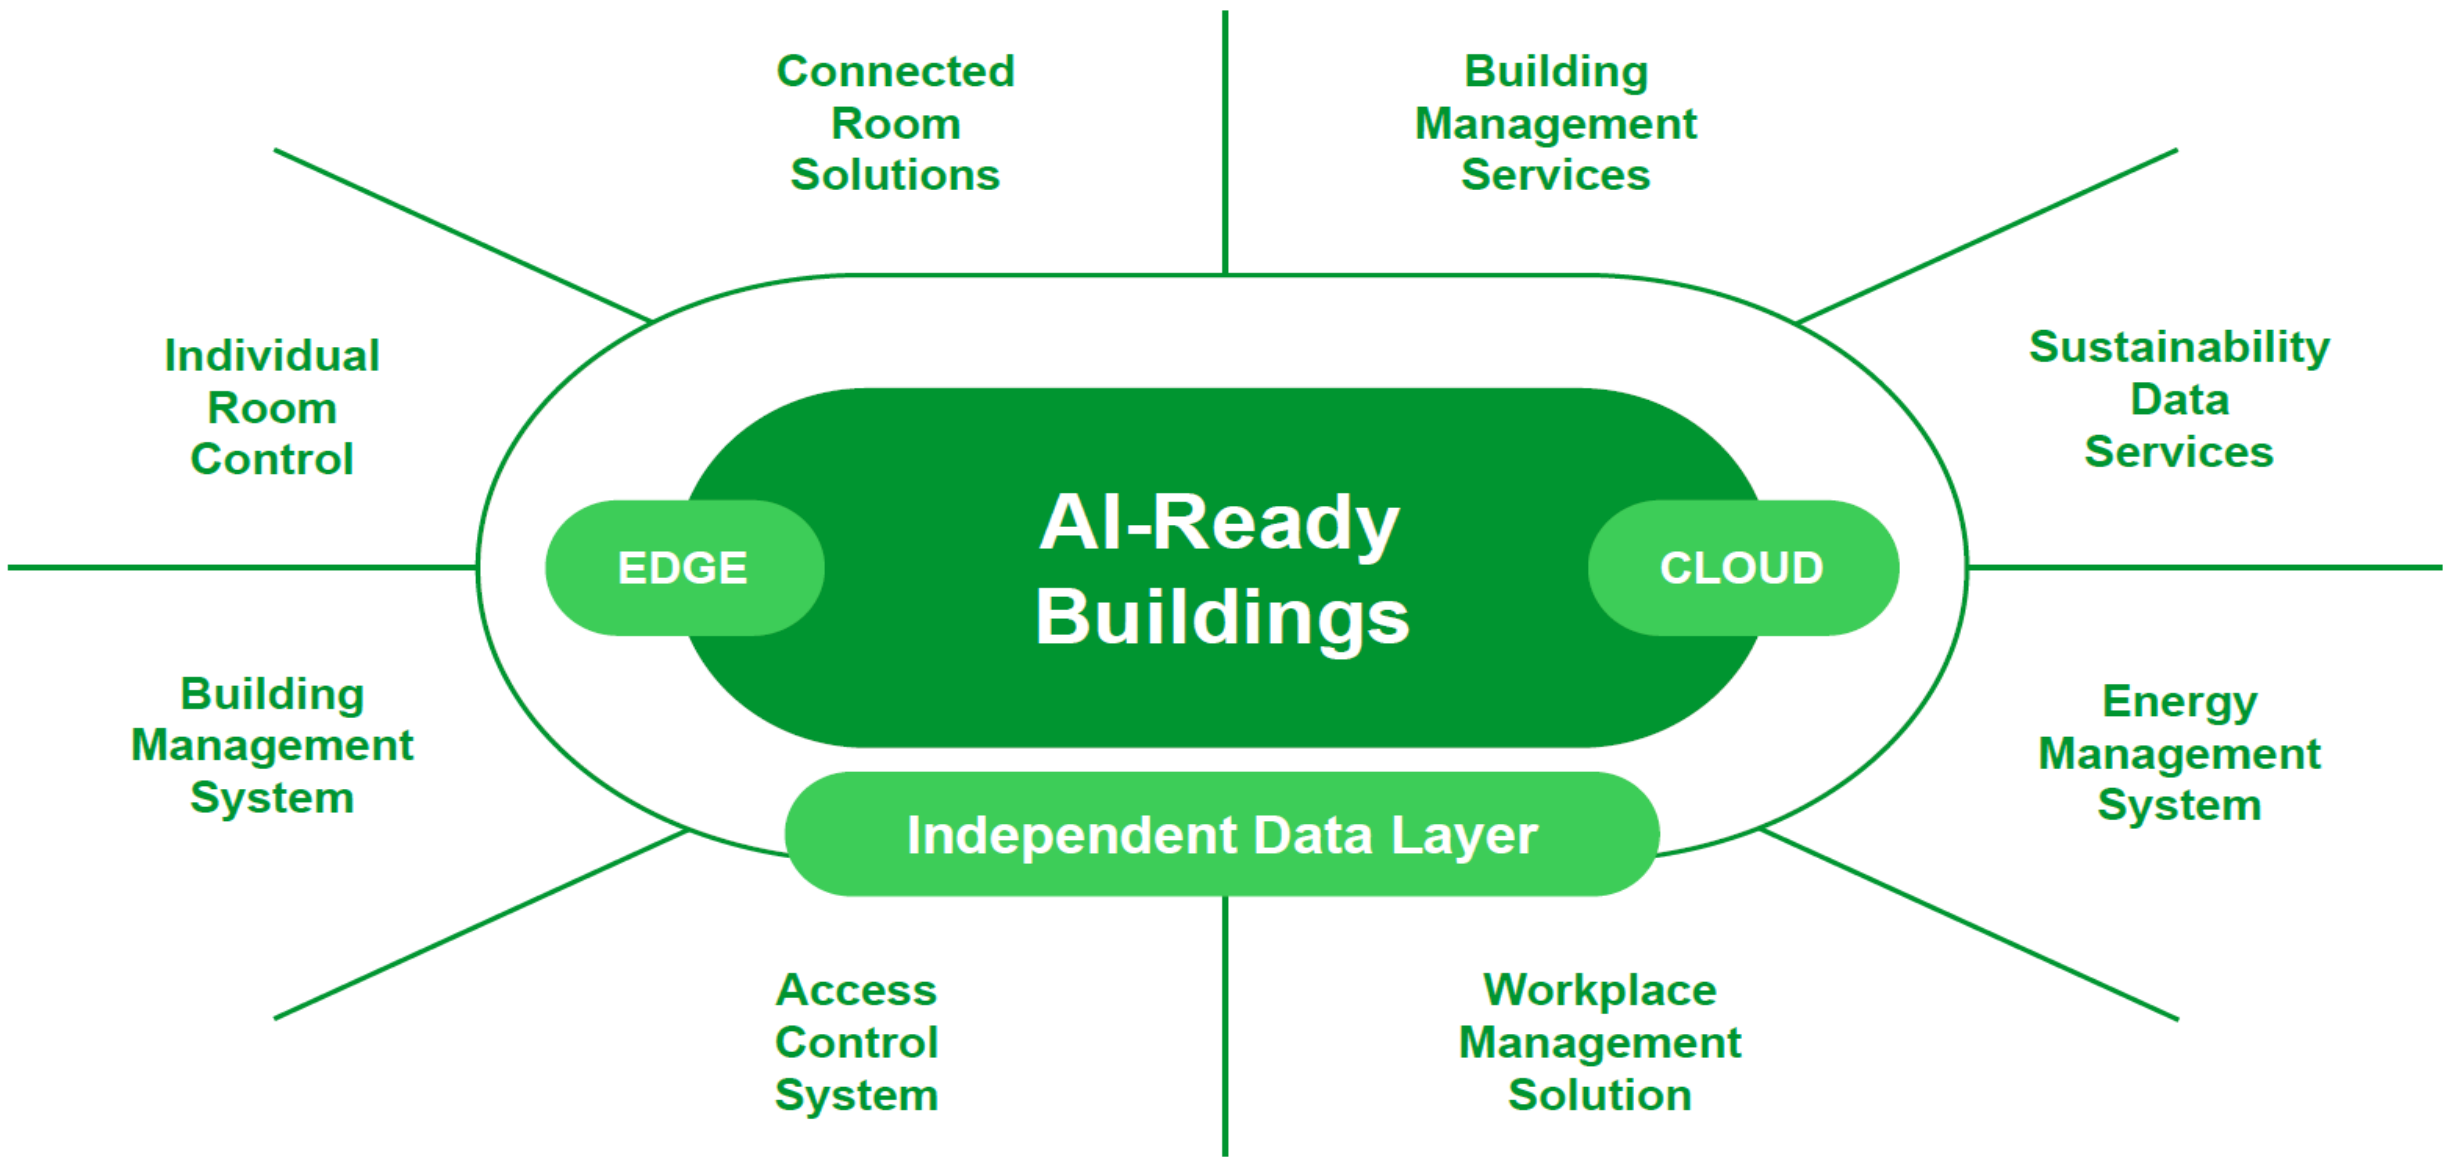 Connected
Room
Solutions
Building
Management
Services
Individual
Room
Control
Sustainability
Data
Services
AI-Ready
Buildings
EDGE
CLOUD
Building
Management
System
Energy
Management
System
Independent Data Layer
Access
Control
System
Workplace
Management
Solution